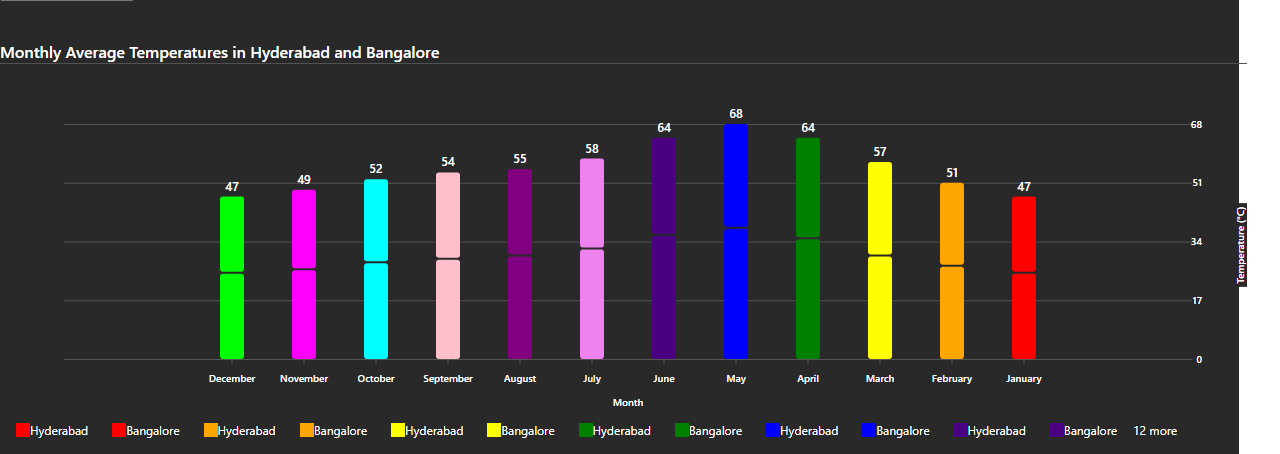 Monthly Average Temperatures in Hyderabad and Bangalore
68
64 64
58 57
54 55
52 51
47 49 47
68
51
34
17
0
Temperature (°C)
December November October September August July June May April March February January
Month
Hyderabad Bangalore Hyderabad Bangalore Hyderabad Bangalore Hyderabad Bangalore Hyderabad Bangalore Hyderabad Bangalore 12 more